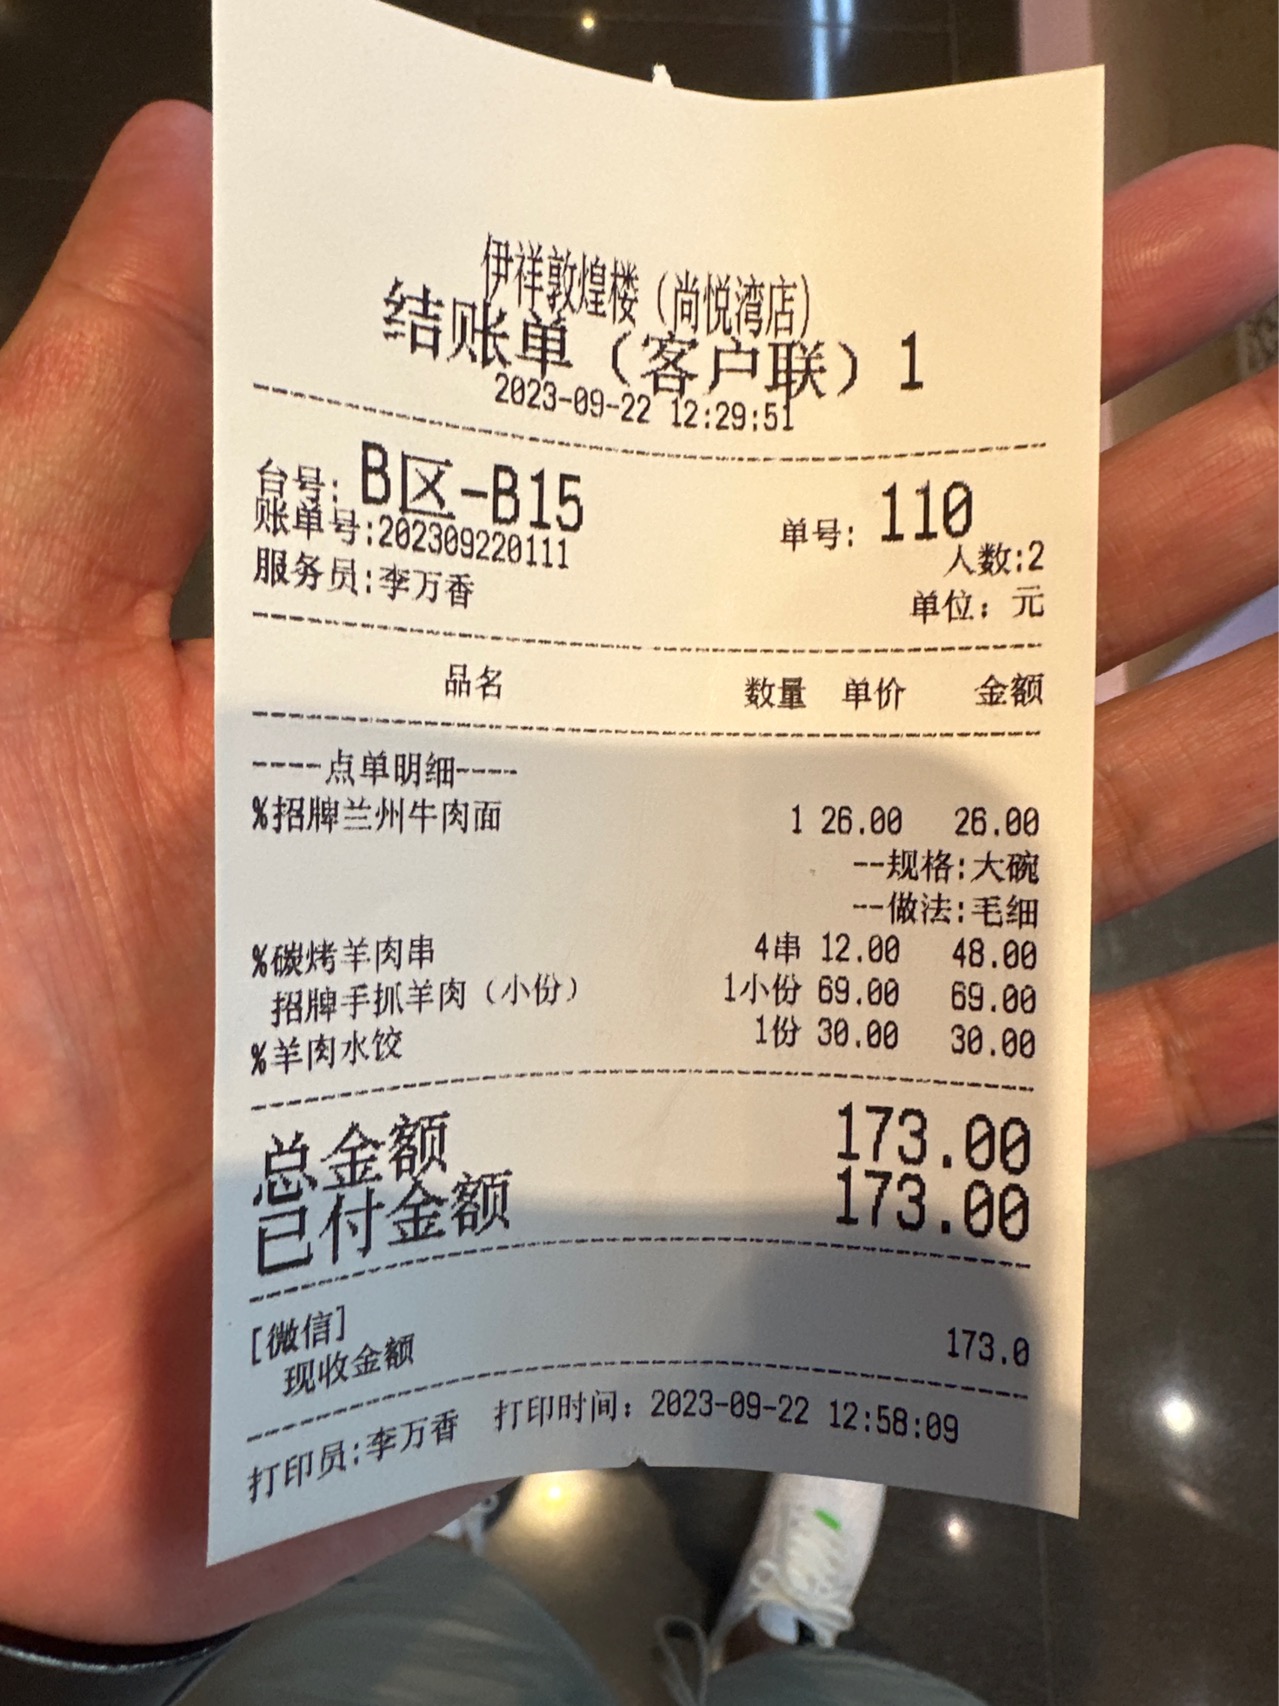 伊祥敦煌楼（尚悦湾店）
结账单（客户联）1
2023-09-22 12:29:51
台号: B区-B15 单号: 110
账单号:202309220111 人数:2
服务员:李万香 单位: 元
品名 数量 单价 金额
----点单明细----
%招牌兰州牛肉面 1 26.00 26.00
--规格:大碗
--做法:毛细
%碳烤羊肉串 4串 12.00 48.00
招牌手抓羊肉（小份） 1小份 69.00 69.00
%羊肉水饺 1份 30.00 30.00
总金额 173.00
已付金额 173.00
[微信]
现收金额 173.0
打印员:李万香 打印时间: 2023-09-22 12:58:09